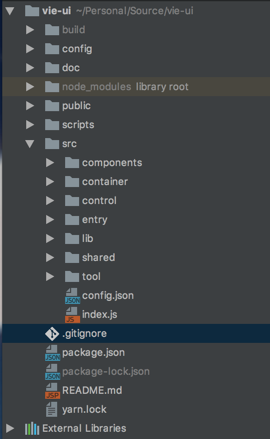 vie-ui ~/Personal/Source/vie-ui
build
config
doc
node_modules library root
public
scripts
src
components
container
control
entry
lib
shared
tool
config.json
index.js
.gitignore
package.json
package-lock.json
README.md
yarn.lock
External Libraries